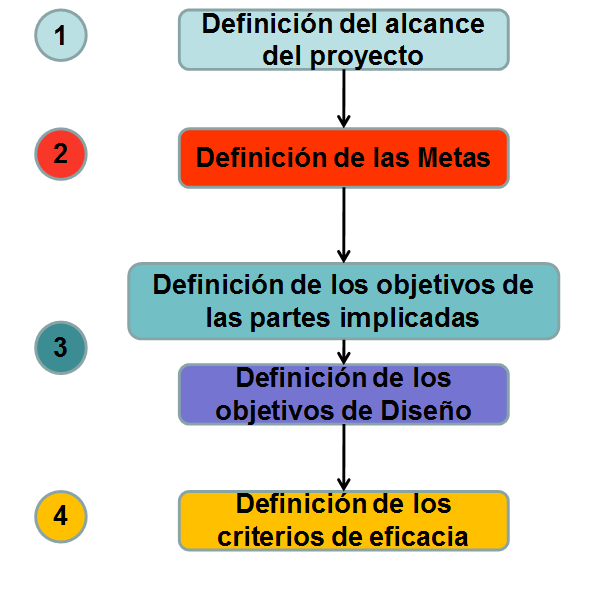 1
Definición del alcance
del proyecto
2
Definición de las Metas
Definición de los objetivos de
las partes implicadas
3
Definición de los
objetivos de Diseño
4
Definición de los
criterios de eficacia